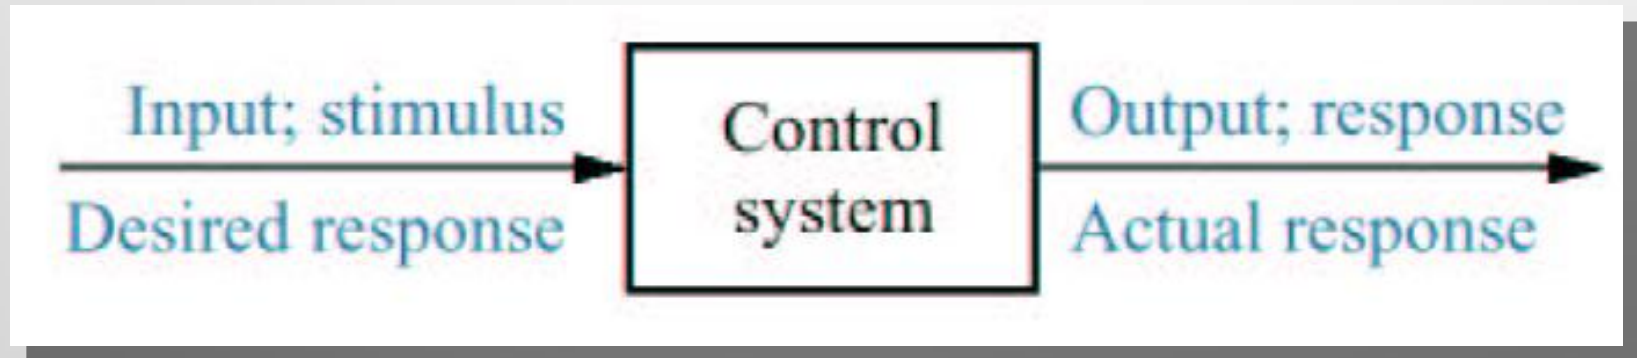 Input; stimulus
Desired response
Control
system
Output; response
Actual response